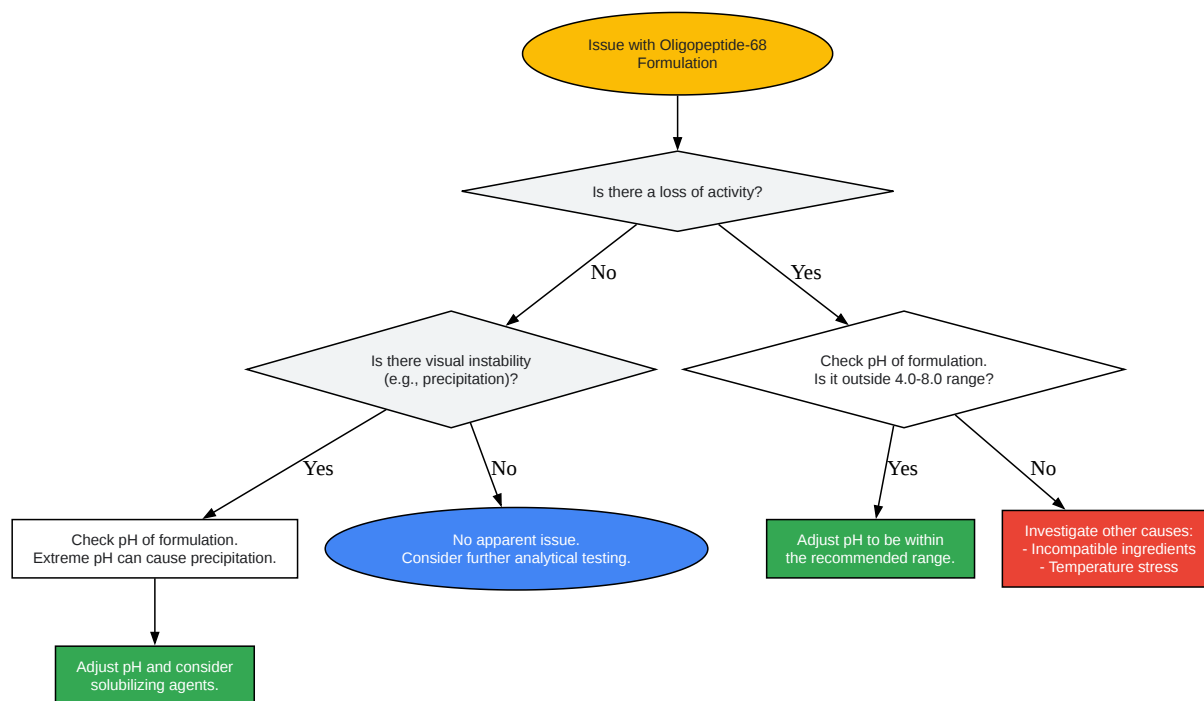 Issue with Oligopeptide-68
Formulation
Is there a loss of activity?
No
Yes
Is there visual instability
(e.g., precipitation)?
Check pH of formulation.
Is it outside 4.0-8.0 range?
Yes
No
Yes
No
Check pH of formulation.
Extreme pH can cause precipitation.
No apparent issue.
Consider further analytical testing.
Adjust pH to be within
the recommended range.
Investigate other causes:
- Incompatible ingredients
- Temperature stress
Adjust pH and consider
solubilizing agents.